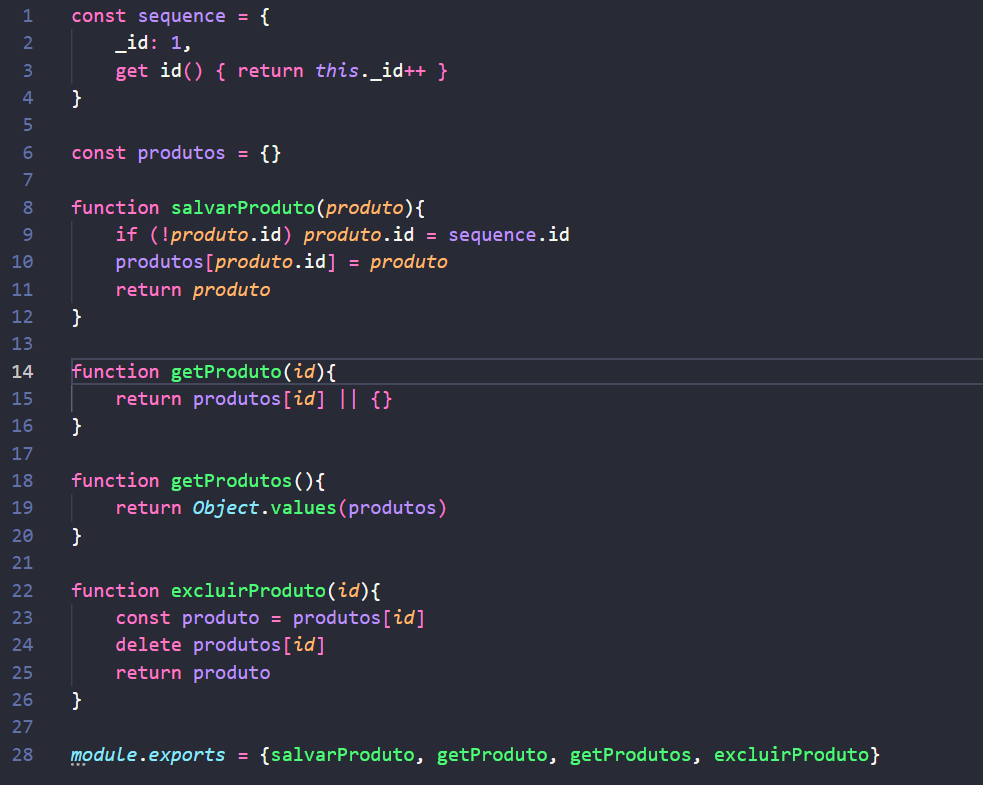 1 const sequence = {
2     _id: 1,
3     get id() { return this._id++ }
4 }
5
6 const produtos = {}
7
8 function salvarProduto(produto){
9     if (!produto.id) produto.id = sequence.id
10     produtos[produto.id] = produto
11     return produto
12 }
13
14 function getProduto(id){
15     return produtos[id] || {}
16 }
17
18 function getProdutos(){
19     return Object.values(produtos)
20 }
21
22 function excluirProduto(id){
23     const produto = produtos[id]
24     delete produtos[id]
25     return produto
26 }
27
28 module.exports = {salvarProduto, getProduto, getProdutos, excluirProduto}